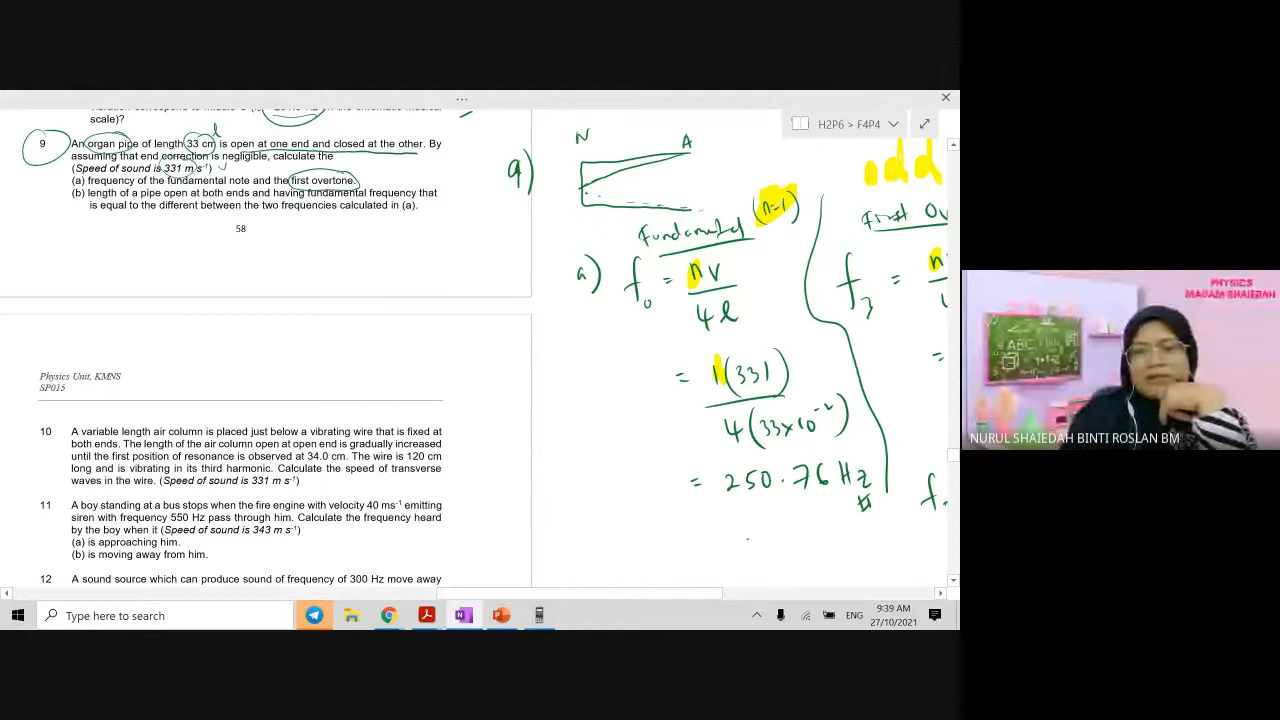 scale)?
H2P6 > F4P4
9 An organ pipe of length 33 cm is open at one end and closed at the other. By
assuming that end correction is negligible, calculate the
(Speed of sound is 331 m s-1)
(a) frequency of the fundamental note and the first overtone.
(b) length of a pipe open at both ends and having fundamental frequency that
is equal to the different between the two frequencies calculated in (a).
58
l
v
9)
N A
Fundamental (n=1)
a) f0 = nv
4l
= 1(331)
4(33x10-2)
= 250.76 Hz
odd
First Ov
f3 = n
=
f
Physics Unit, KMNS
SP015
10 A variable length air column is placed just below a vibrating wire that is fixed at
both ends. The length of the air column open at open end is gradually increased
until the first position of resonance is observed at 34.0 cm. The wire is 120 cm
long and is vibrating in its third harmonic. Calculate the speed of transverse
waves in the wire. (Speed of sound is 331 m s-1)
11 A boy standing at a bus stops when the fire engine with velocity 40 ms-1 emitting
siren with frequency 550 Hz pass through him. Calculate the frequency heard
by the boy when it (Speed of sound is 343 m s-1)
(a) is approaching him.
(b) is moving away from him.
12 A sound source which can produce sound of frequency of 300 Hz move away
PHYSICS
MADAM SHAIEDAH
ABC
NURUL SHAIEDAH BINTI ROSLAN BM
Type here to search
ENG
9:39 AM
27/10/2021